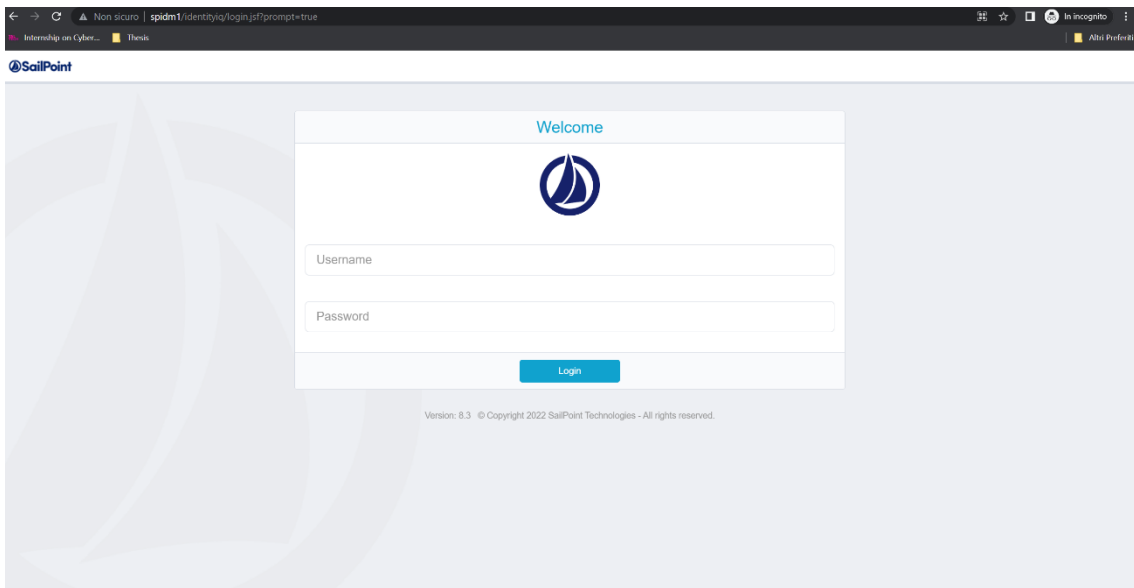 Non sicuro | spidm1/identityiq/login.jsf?prompt=true In incognito
Internship on Cyber... Thesis Altri Preferiti
SailPoint
Welcome
Username
Password
Login
Version: 8.3 © Copyright 2022 SailPoint Technologies - All rights reserved.